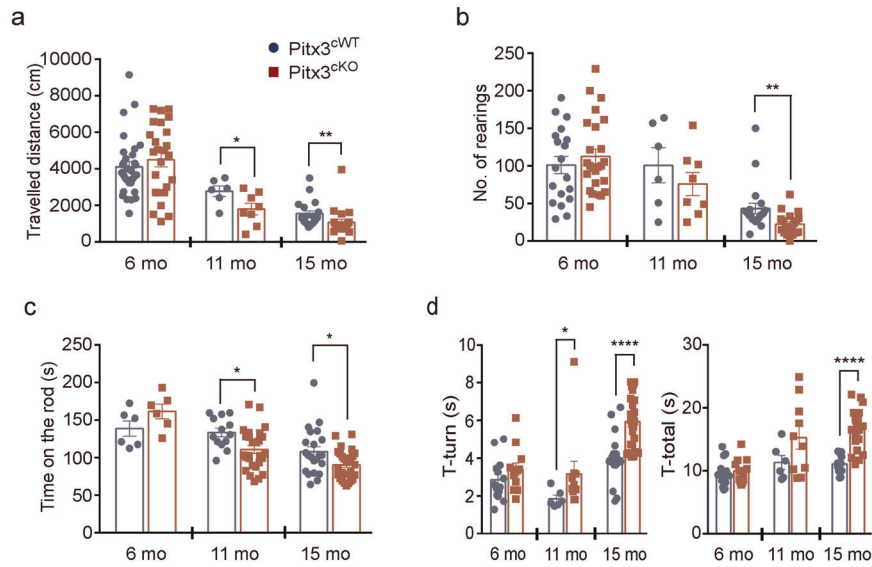 a
Pitx3cWT
Pitx3cKO
Travelled distance (cm)
10000
8000
6000
4000
2000
0
*
**
6 mo
11 mo
15 mo
b
No. of rearings
250
200
150
100
50
0
**
6 mo
11 mo
15 mo
c
Time on the rod (s)
250
200
150
100
50
0
*
*
6 mo
11 mo
15 mo
d
T-turn (s)
10
8
6
4
2
0
*
****
6 mo
11 mo
15 mo
T-total (s)
30
20
10
0
****
6 mo
11 mo
15 mo